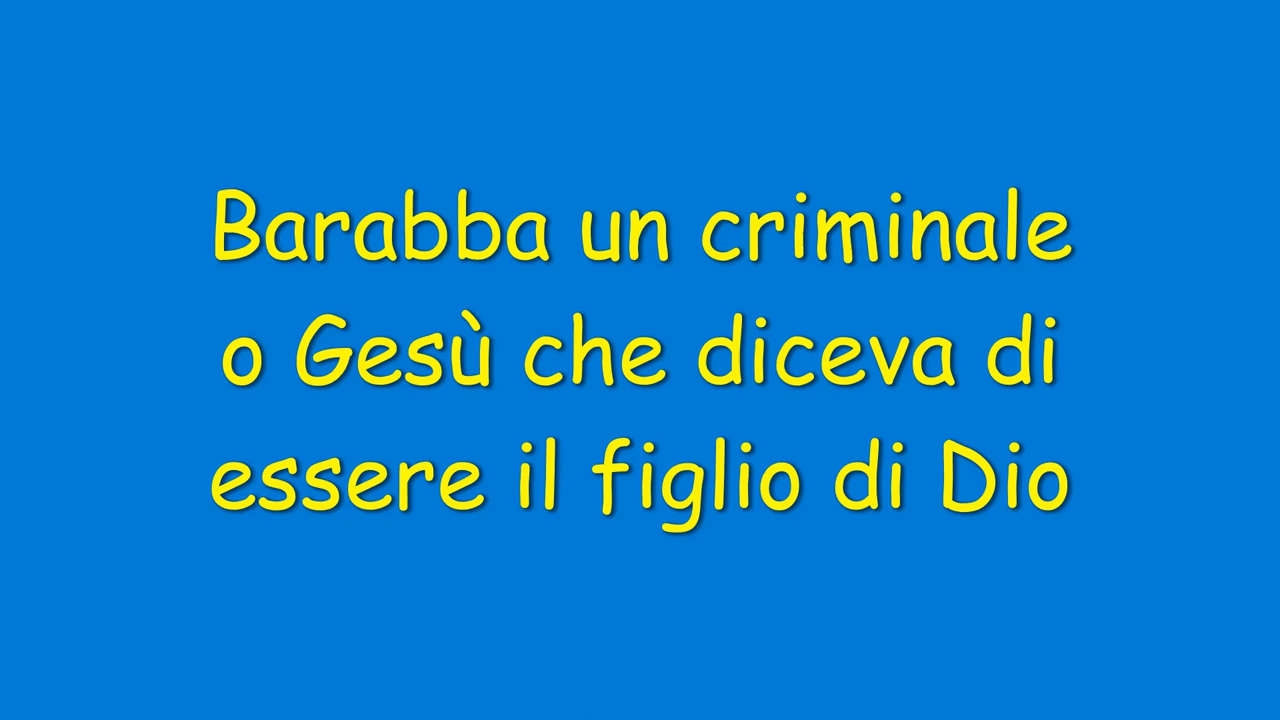 Barabba un criminale
o Gesù che diceva di
essere il figlio di Dio